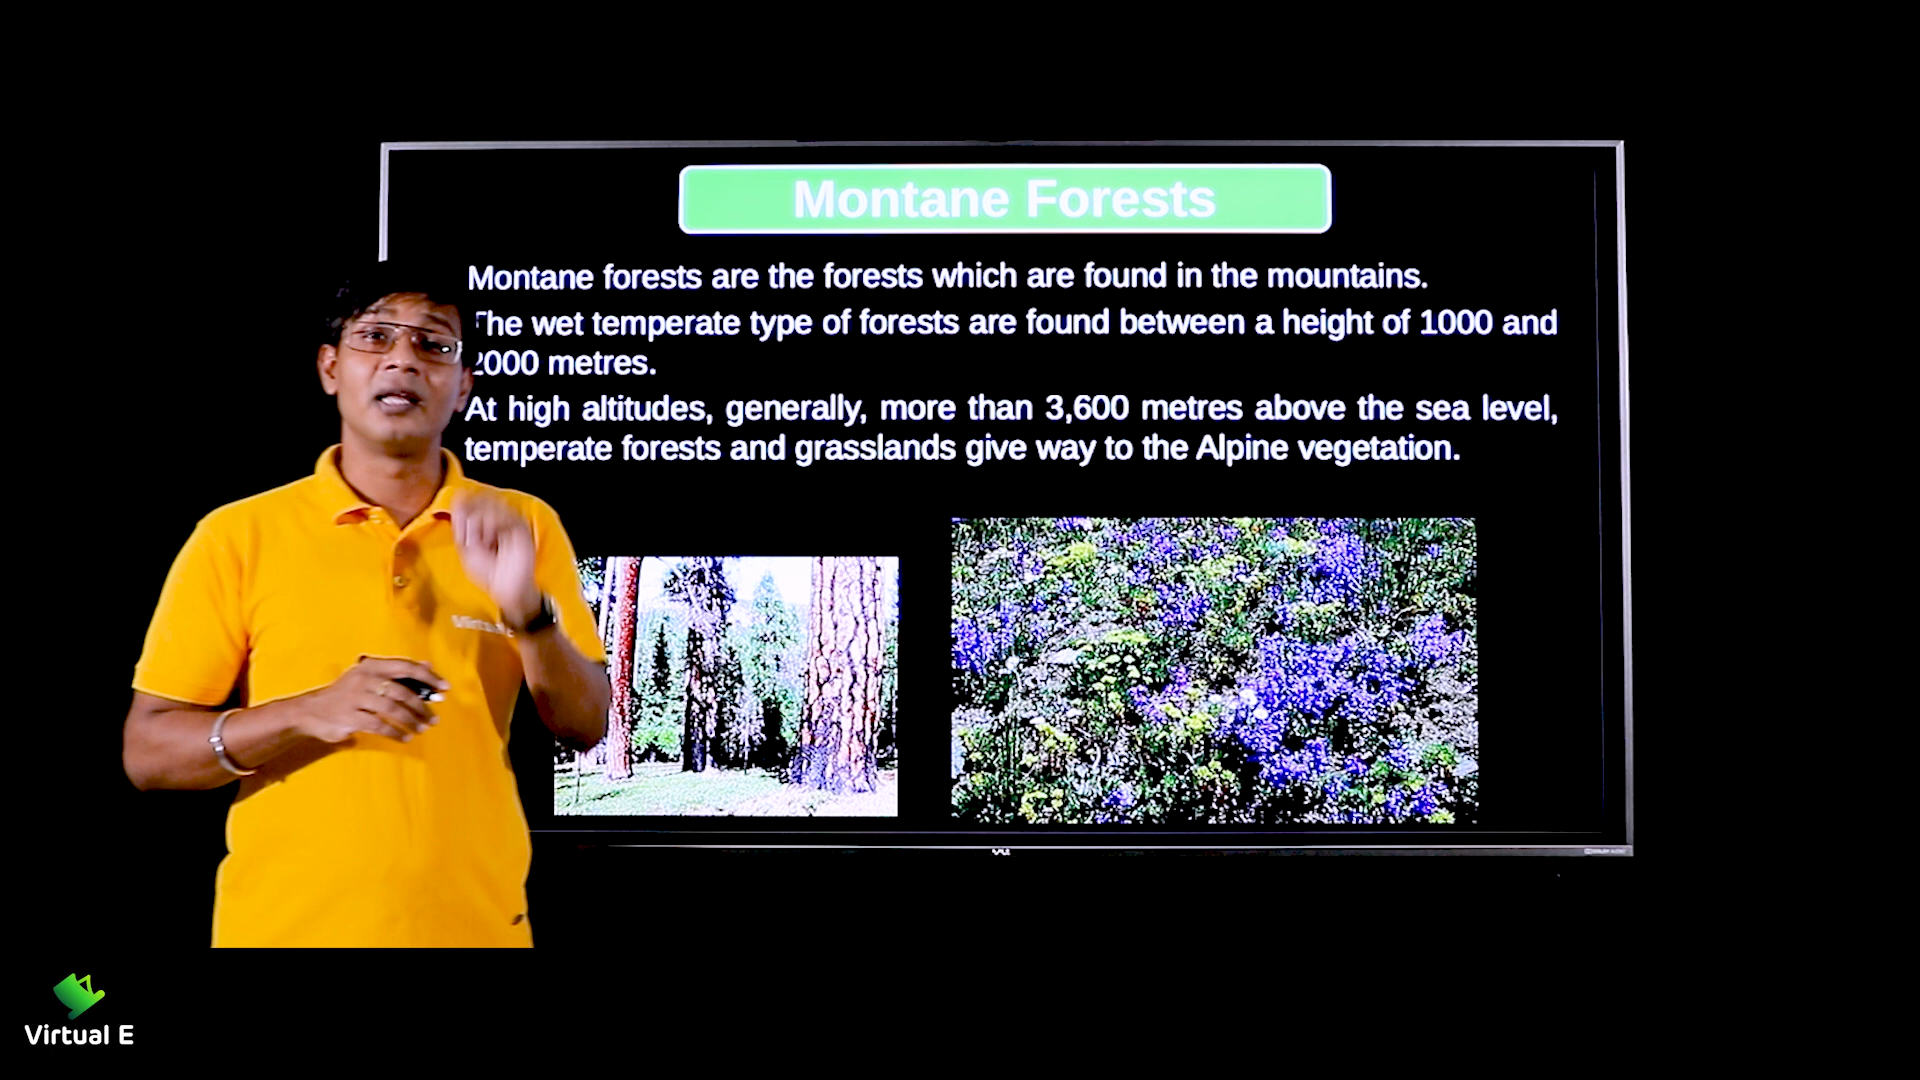 Montane Forests
Montane forests are the forests which are found in the mountains.
The wet temperate type of forests are found between a height of 1000 and
2000 metres.
At high altitudes, generally, more than 3,600 metres above the sea level,
temperate forests and grasslands give way to the Alpine vegetation.
Virtual E